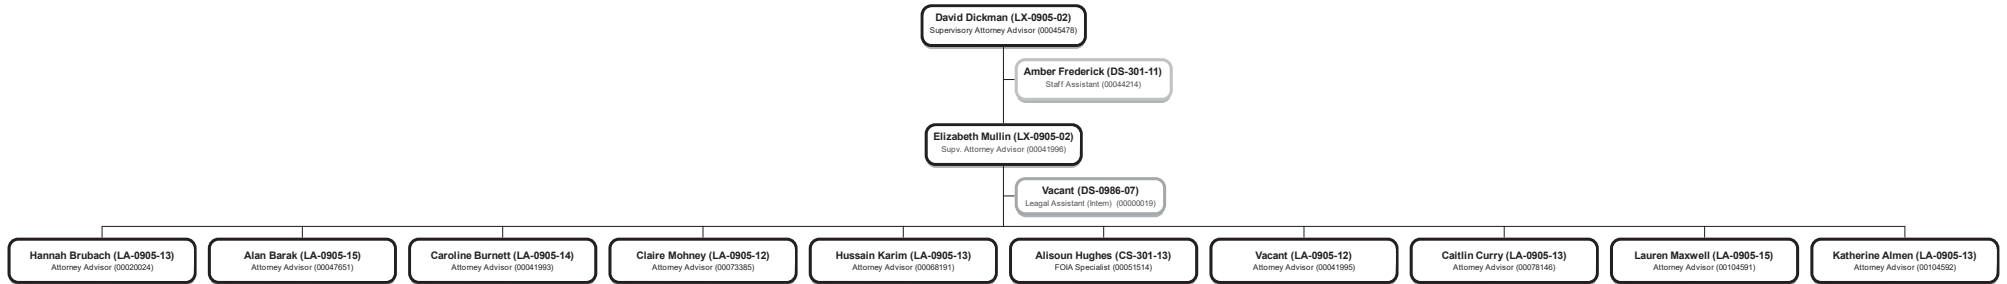 David Dickman (LX-0905-02)
Supervisory Attorney Advisor (00045478)
Amber Frederick (DS-301-11)
Staff Assistant (00044214)
Elizabeth Mullin (LX-0905-02)
Supv. Attorney Advisor (00041996)
Vacant (DS-0986-07)
Leagal Assistant (Intern) (00000019)
Hannah Brubach (LA-0905-13)
Attorney Advisor (00020024)
Alan Barak (LA-0905-15)
Attorney Advisor (00047651)
Caroline Burnett (LA-0905-14)
Attorney Advisor (00041993)
Claire Mohney (LA-0905-12)
Attorney Advisor (00073385)
Hussain Karim (LA-0905-13)
Attorney Advisor (00068191)
Alisoun Hughes (CS-301-13)
FOIA Specialist (00051514)
Vacant (LA-0905-12)
Attorney Advisor (00041995)
Caitlin Curry (LA-0905-13)
Attorney Advisor (00078146)
Lauren Maxwell (LA-0905-15)
Attorney Advisor (00104591)
Katherine Almen (LA-0905-13)
Attorney Advisor (00104592)